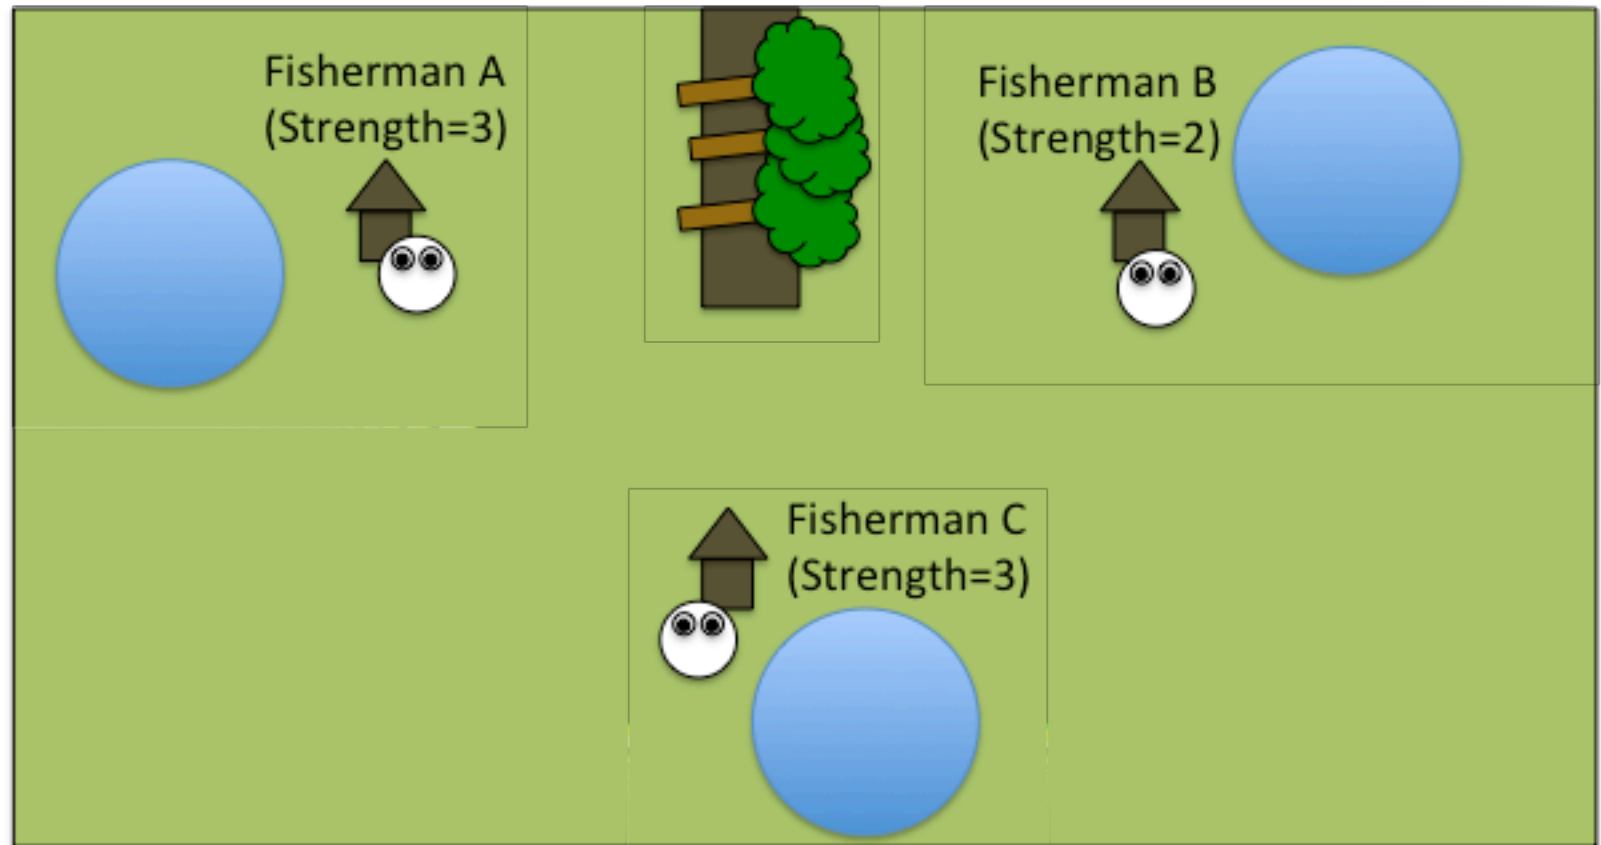 Fisherman A
(Strength=3)
Fisherman B
(Strength=2)
Fisherman C
(Strength=3)